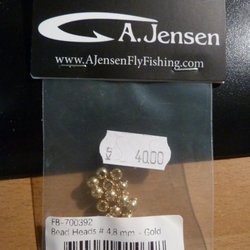 A.Jensen
www.AJensenFlyFishing.com
40.00
FB-700392
Bead Heads # 4,8 mm - Gold